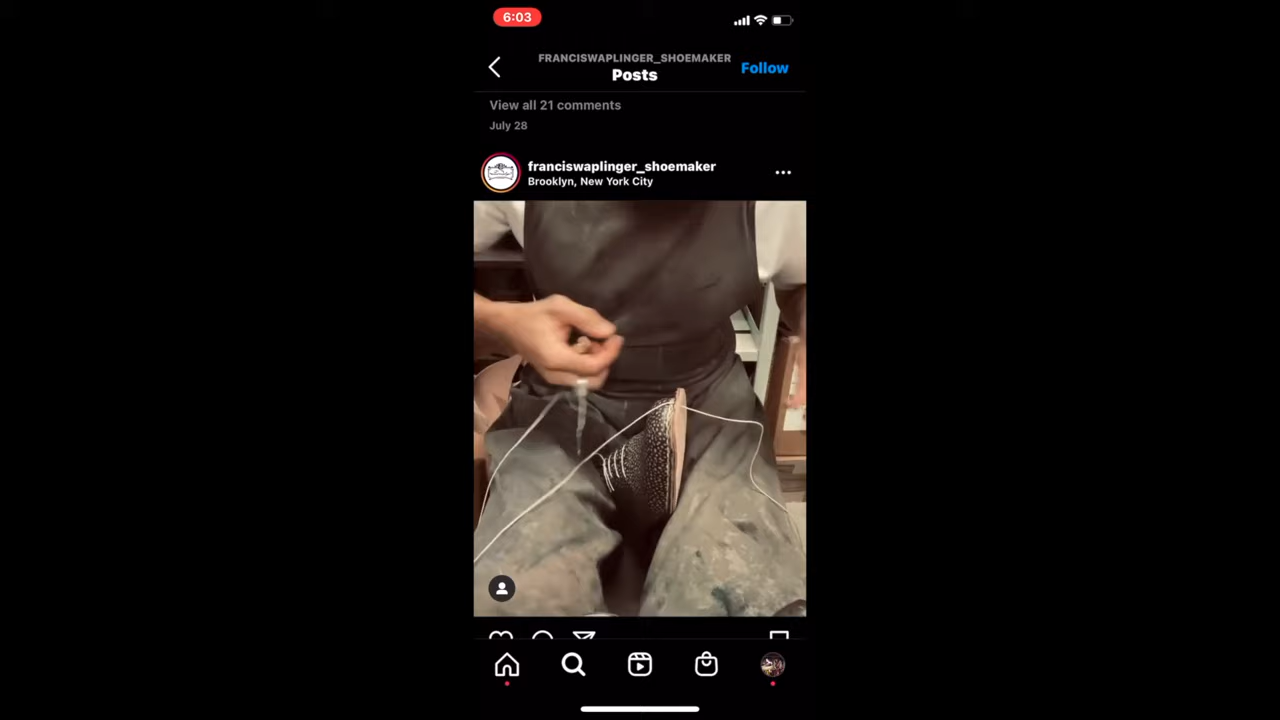 6:03
FRANCISWAPLINGER_SHOEMAKER
Posts
Follow
View all 21 comments
July 28
franciswaplinger_shoemaker
Brooklyn, New York City